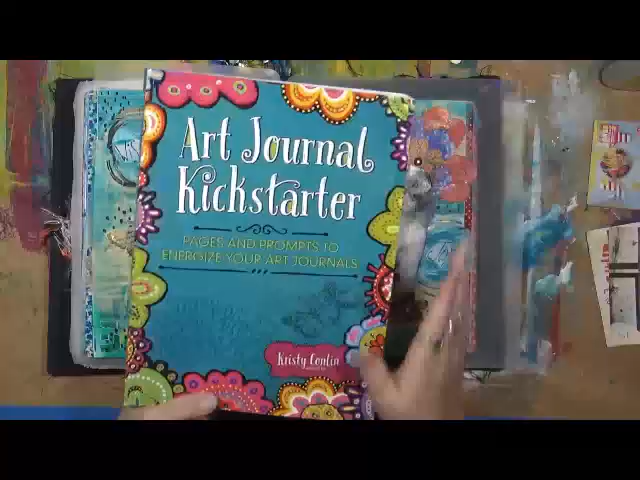 Art Journal
Kickstarter
PAGES AND PROMPTS TO
ENERGIZE YOUR ART JOURNALS
Kristy Conlin